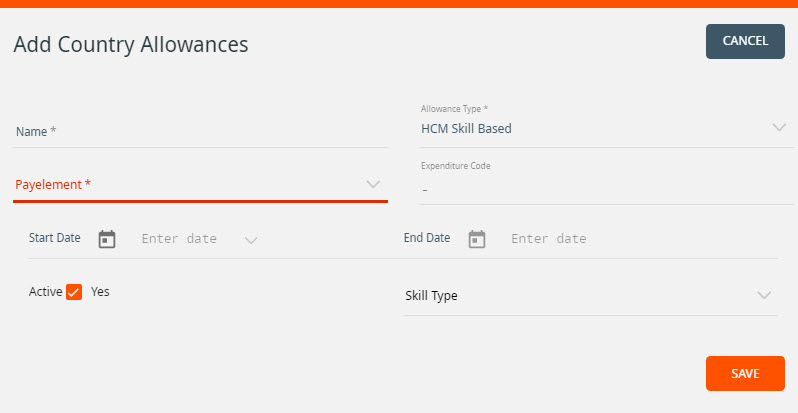 Add Country Allowances
CANCEL
Name *
Allowance Type *
HCM Skill Based
Payelement *
Expenditure Code
-
Start Date Enter date
End Date Enter date
Active Yes
Skill Type
SAVE